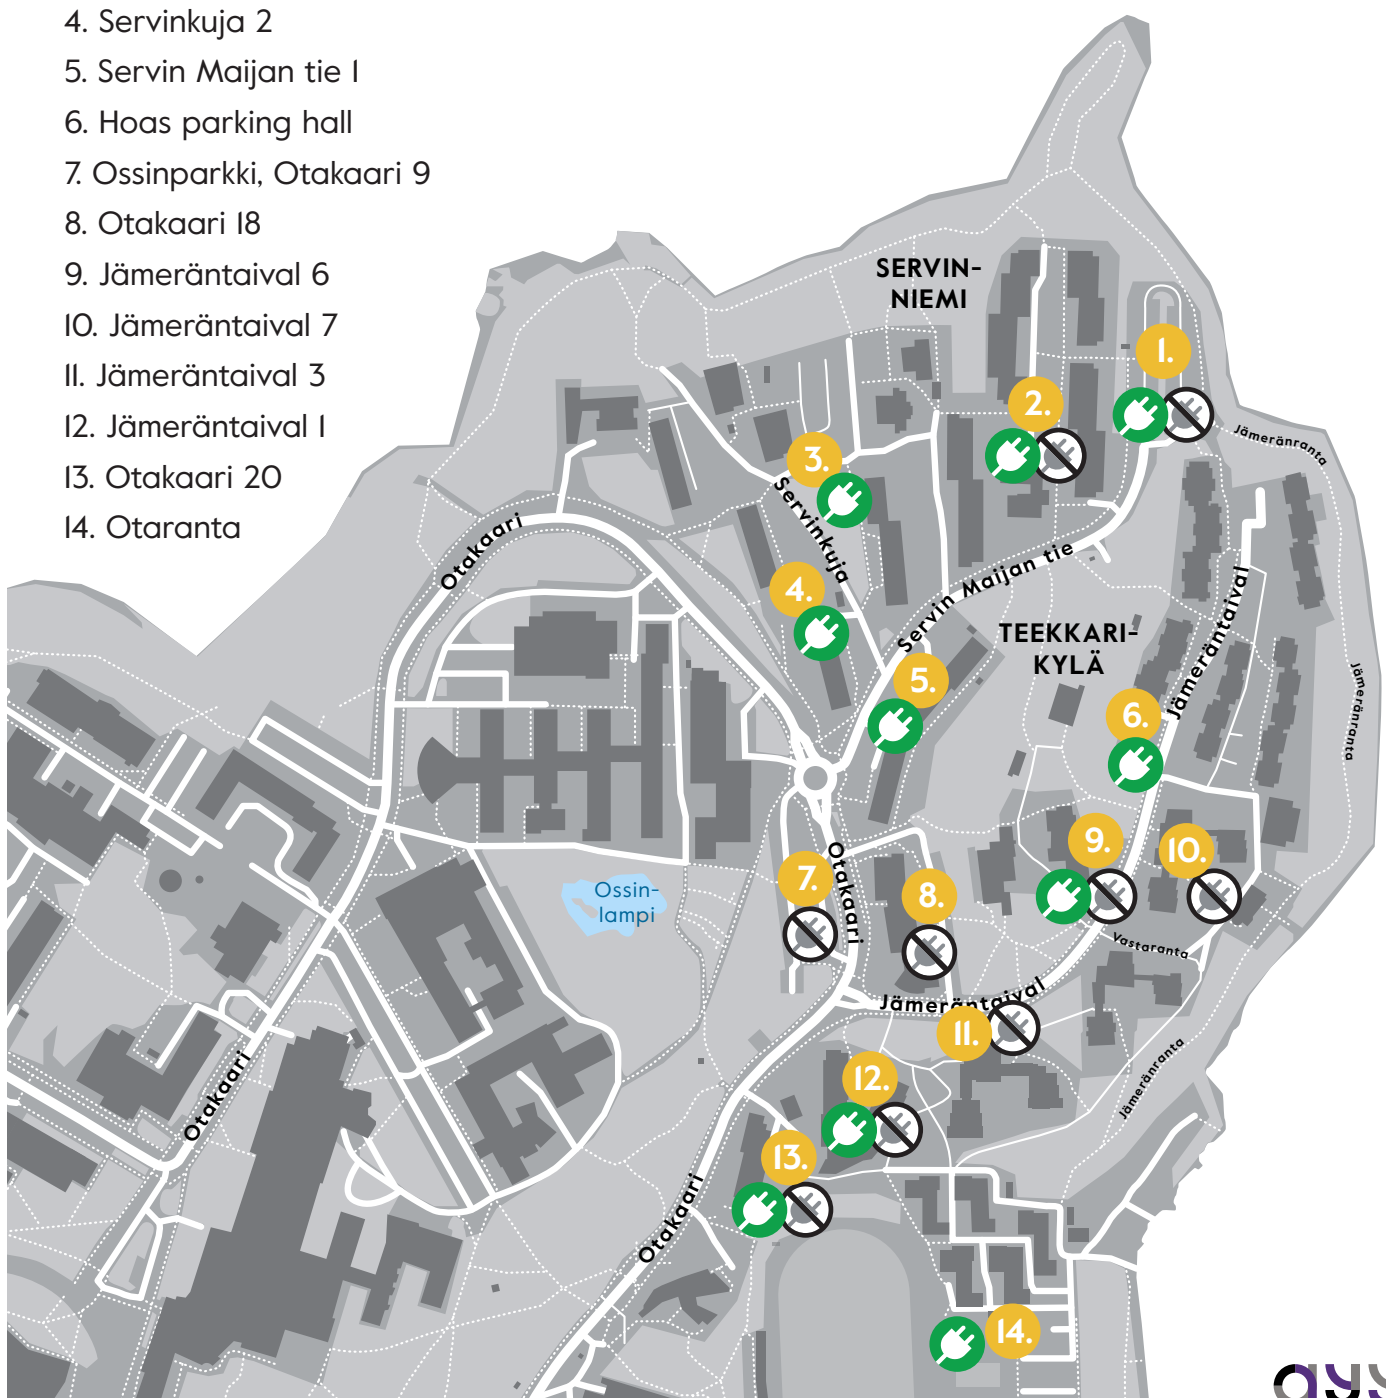 4. Servinkuja 2
5. Servin Maijan tie 1
6. Hoas parking hall
7. Ossinparkki, Otakaari 9
8. Otakaari 18
9. Jämeräntaival 6
10. Jämeräntaival 7
11. Jämeräntaival 3
12. Jämeräntaival 1
13. Otakaari 20
14. Otaranta
SERVIN-
NIEMI
1.
2.
Jämeränranta
3.
Servinkuja
Otakaari
Servin Maijan tie
4.
Jämeräntaival
TEEKKARI-
KYLÄ
5.
6.
Jämeränranta
Otakaari
7.
8.
9.
10.
Ossin-
lampi
Vastaranta
Jämeräntaival
11.
Jämeränranta
12.
Otakaari
13.
Otakaari
14.